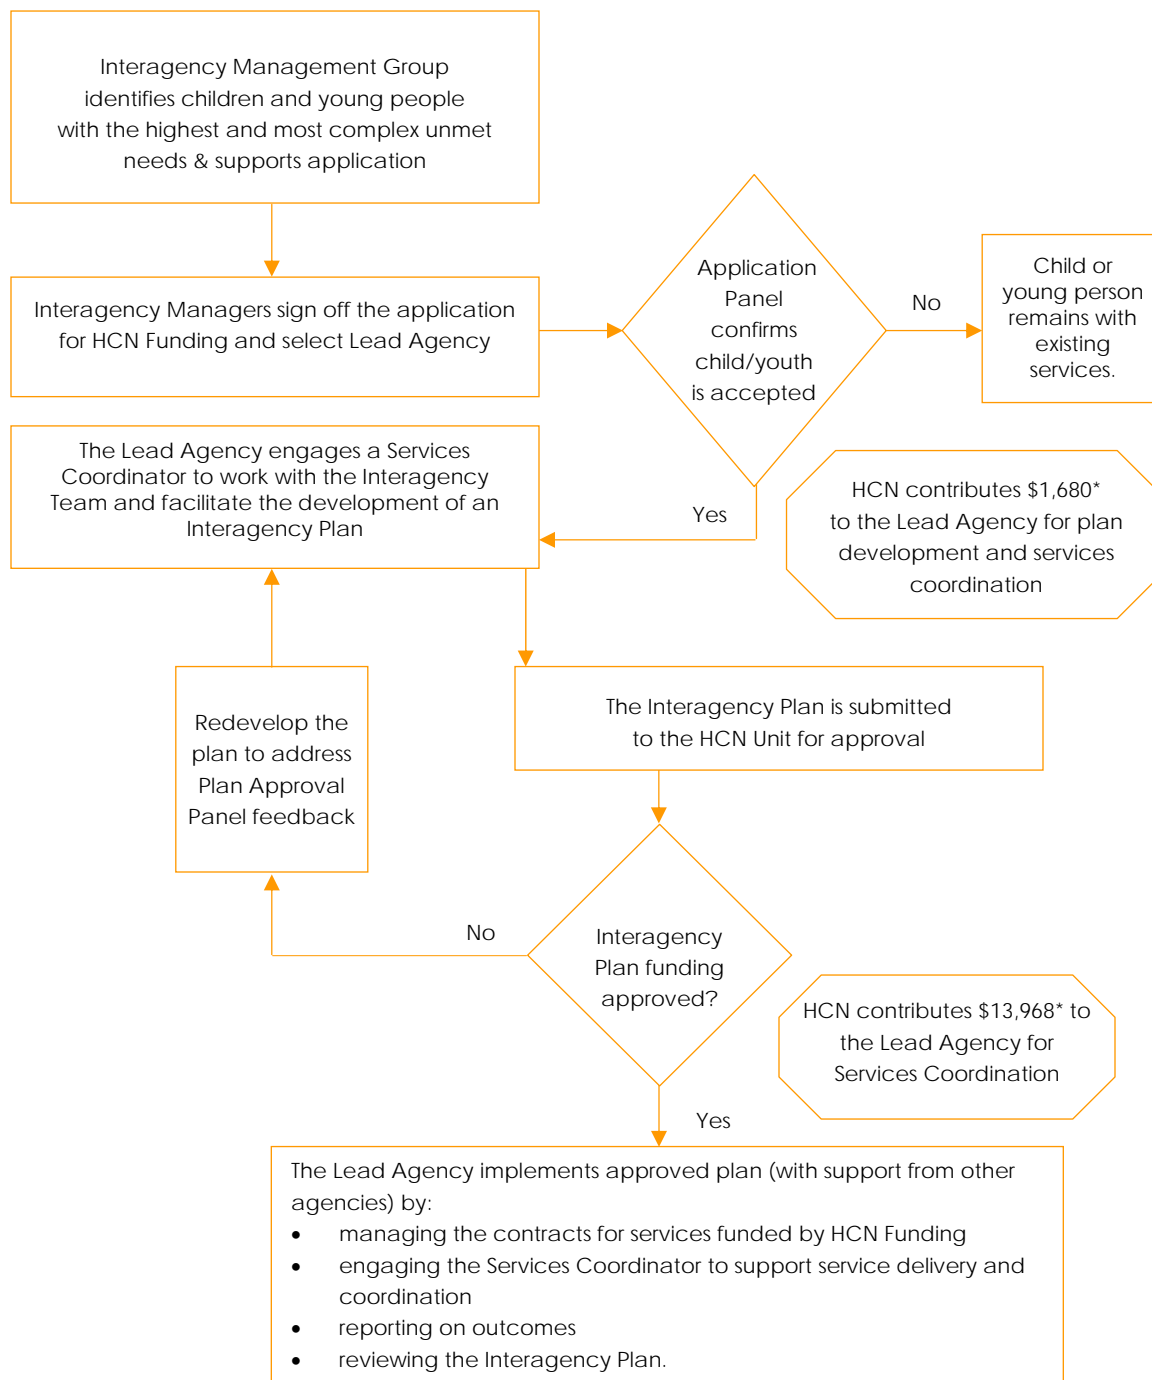 Interagency Management Group
identifies children and young people
with the highest and most complex unmet
needs & supports application
Interagency Managers sign off the application
for HCN Funding and select Lead Agency
Application
Panel
confirms
child/youth
is accepted
No
Child or
young person
remains with
existing
services.
Yes
The Lead Agency engages a Services
Coordinator to work with the Interagency
Team and facilitate the development of an
Interagency Plan
HCN contributes $1,680*
to the Lead Agency for plan
development and services
coordination
The Interagency Plan is submitted
to the HCN Unit for approval
Redevelop the
plan to address
Plan Approval
Panel feedback
No
Interagency
Plan funding
approved?
HCN contributes $13,968* to
the Lead Agency for
Services Coordination
Yes
The Lead Agency implements approved plan (with support from other
agencies) by:
• managing the contracts for services funded by HCN Funding
• engaging the Services Coordinator to support service delivery and
coordination
• reporting on outcomes
• reviewing the Interagency Plan.